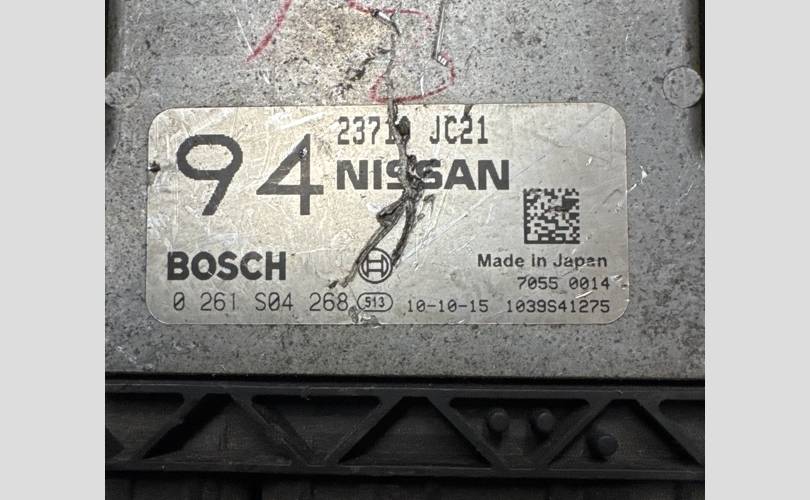 94
JC21
NISSAN
BOSCH
Made in Japan
7055 0014
0 261 S04 268 513 10-10-15 1039S41275